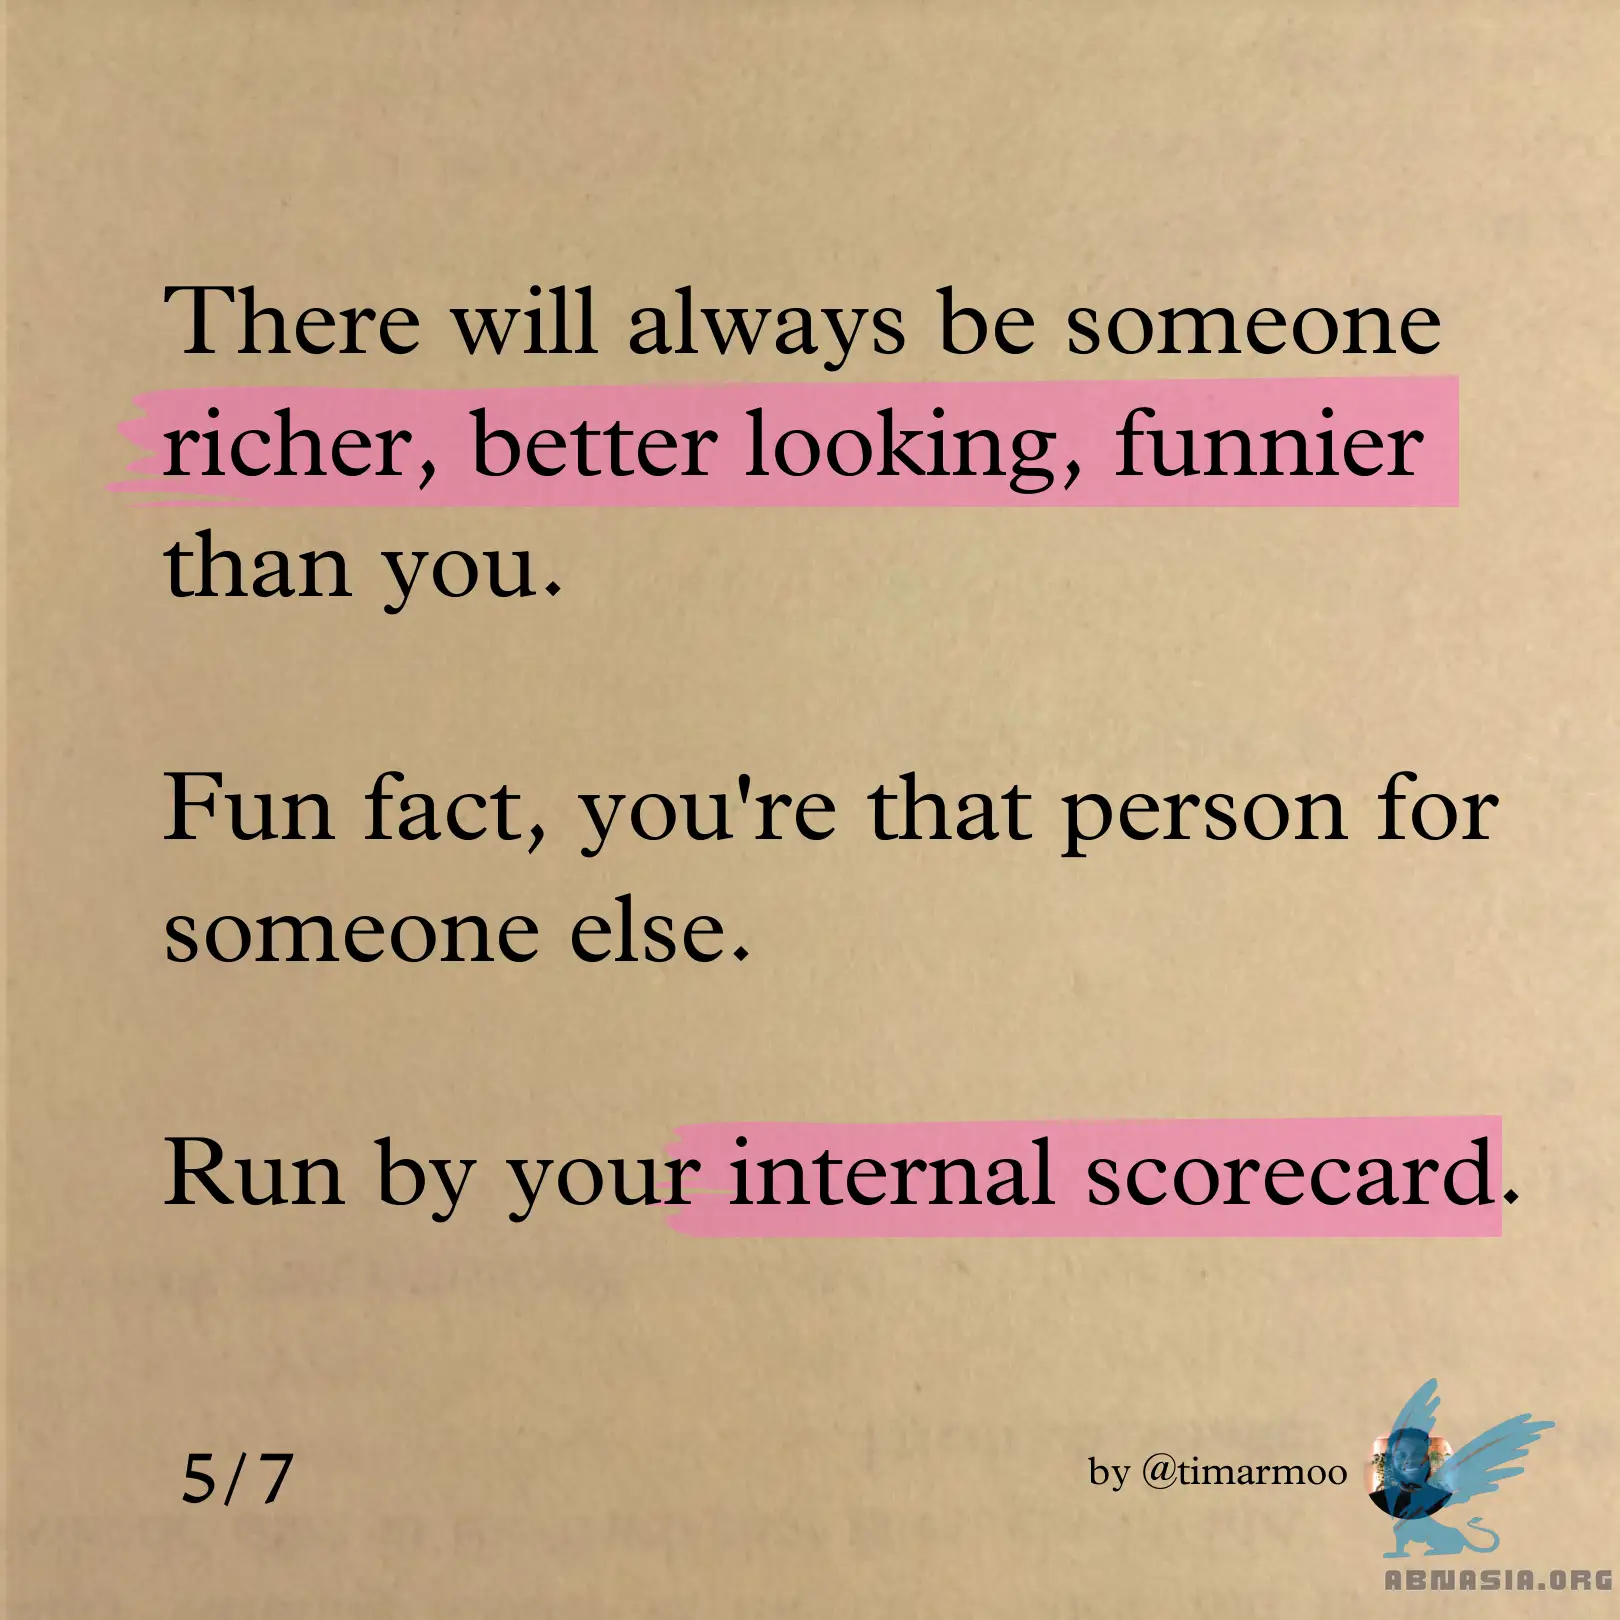 There will always be someone
richer, better looking, funnier
than you.
Fun fact, you're that person for
someone else.
Run by your internal scorecard.
5/7
by @timarmoo
ABNASIA.ORG